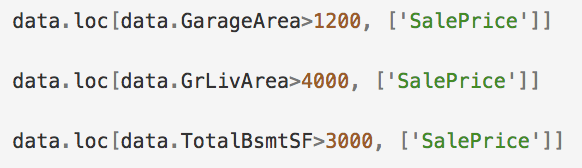 data.loc[data.GarageArea>1200, ['SalePrice']]
data.loc[data.GrLivArea>4000, ['SalePrice']]
data.loc[data.TotalBsmtSF>3000, ['SalePrice']]